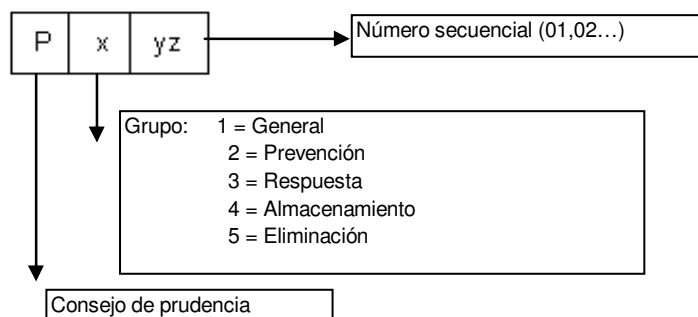 P x yz
Número secuencial (01,02…)
Grupo: 1 = General
2 = Prevención
3 = Respuesta
4 = Almacenamiento
5 = Eliminación
Consejo de prudencia